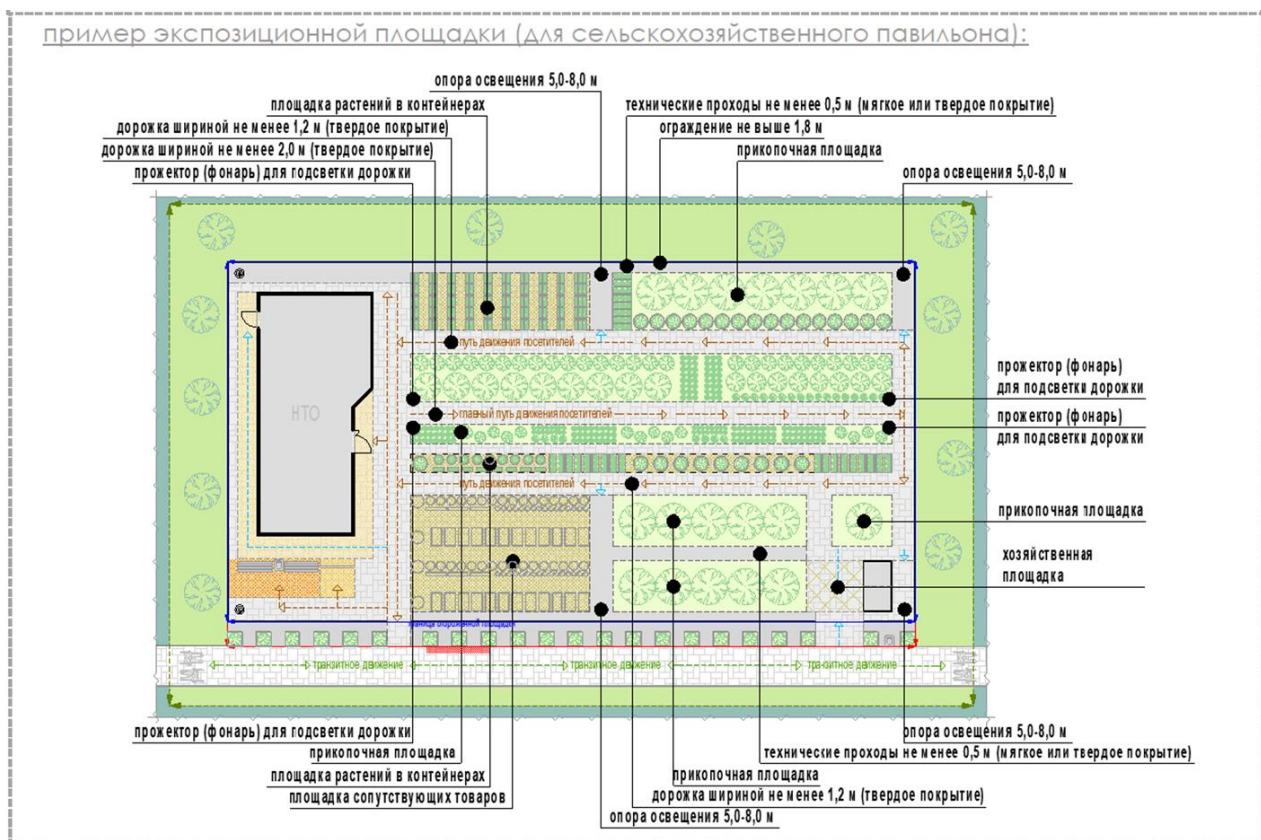 пример экспозиционной площадки (для сельскохозяйственного павильона):
опора освещения 5,0-8,0 м
площадка растений в контейнерах
технические проходы не менее 0,5 м (мягкое или твердое покрытие)
дорожка шириной не менее 1,2 м (твердое покрытие)
ограждение не выше 1,8 м
дорожка шириной не менее 2,0 м (твердое покрытие)
прикопочная площадка
прожектор (фонарь) для подсветки дорожки
опора освещения 5,0-8,0 м
путь движения посетителей
прожектор (фонарь)
для подсветки дорожки
НТО
главный путь движения посетителей
прожектор (фонарь)
для подсветки дорожки
путь движения посетителей
прикопочная площадка
хозяйственная
площадка
граница огороженной площадки
транзитное движение
транзитное движение
транзитное движение
прожектор (фонарь) для подсветки дорожки
опора освещения 5,0-8,0 м
прикопочная площадка
технические проходы не менее 0,5 м (мягкое или твердое покрытие)
площадка растений в контейнерах
прикопочная площадка
площадка сопутствующих товаров
дорожка шириной не менее 1,2 м (твердое покрытие)
опора освещения 5,0-8,0 м